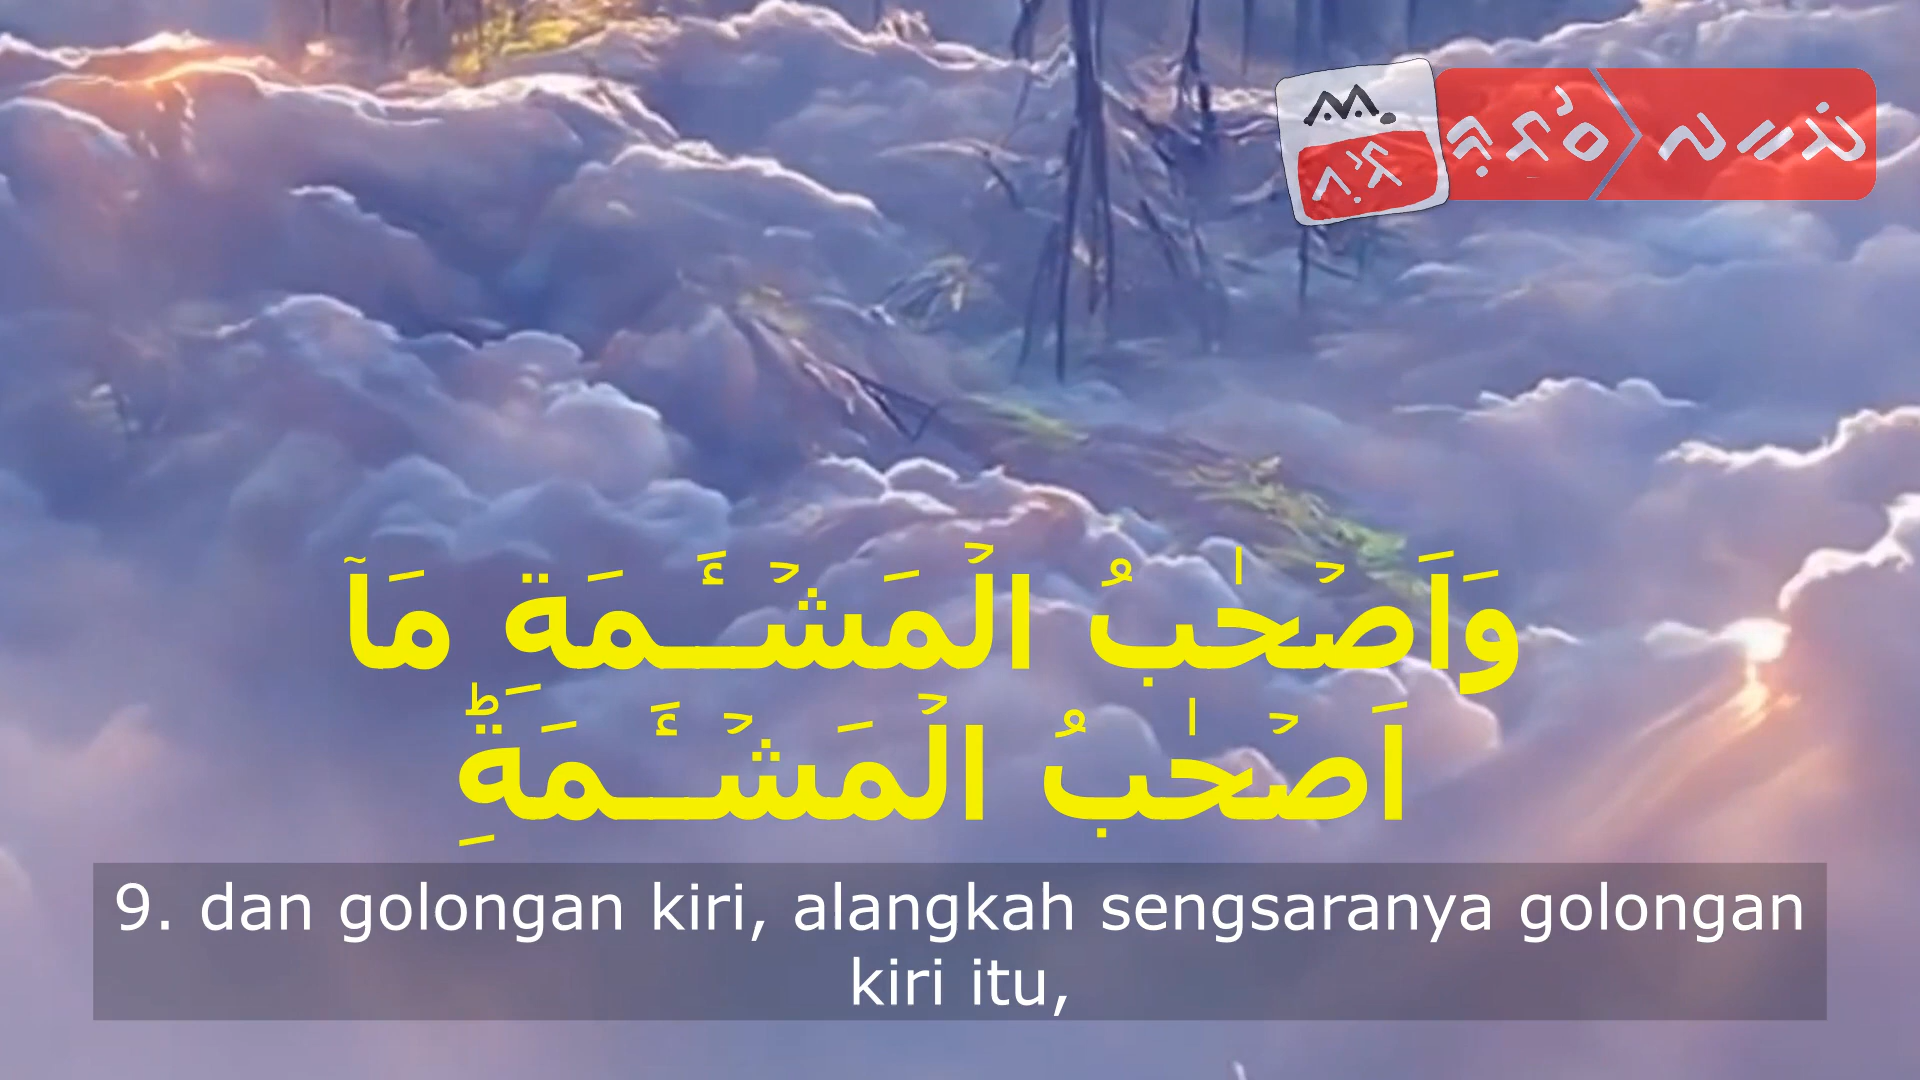 وَاَصۡحٰبُ الۡمَشۡـَٔـمَةِ مَاۤ
اَصۡحٰبُ الۡمَشۡـَٔـمَةِؕ
9. dan golongan kiri, alangkah sengsaranya golongan
kiri itu,